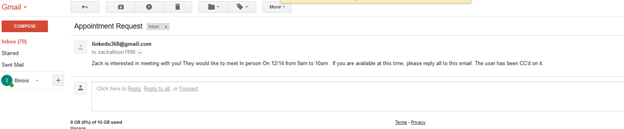 Gmail
More
COMPOSE
Appointment Request
Inbox x
Inbox (70)
Starred
Sent Mail
Illinois
linkedu368@gmail.com
to zackallison1996
Zack is interested in meeting with you! They would like to meet In person On 12/14 from 9am to 10am . If you are available at this time, please reply all to this email. The user has been CC'd on it.
Click here to Reply, Reply to all, or Forward
0 GB (0%) of 15 GB used
Manage
Terms - Privacy